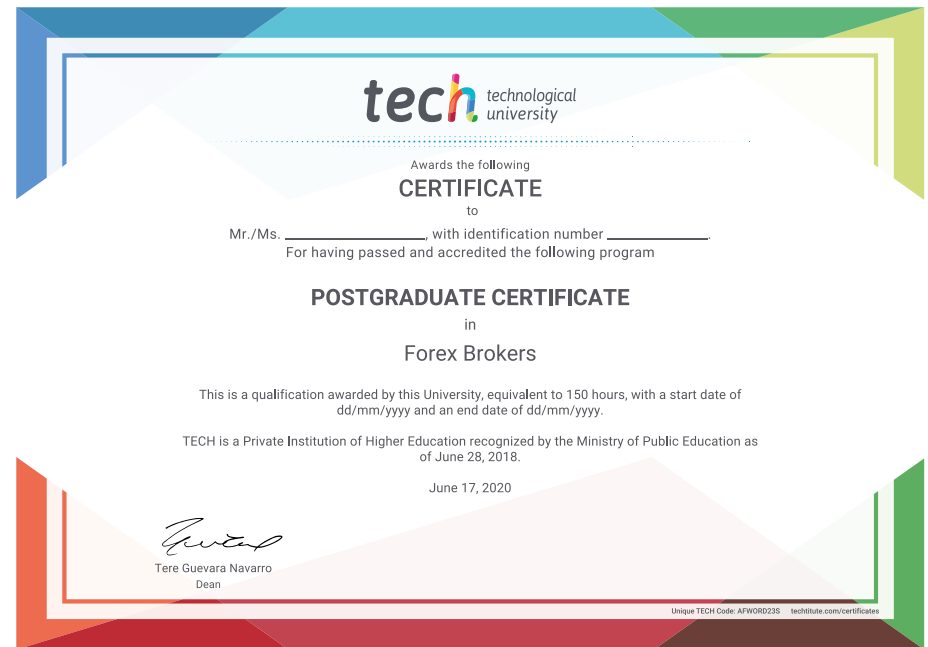 tech technological
university
Awards the following
CERTIFICATE
to
Mr./Ms. ____________________, with identification number ______________.
For having passed and accredited the following program
POSTGRADUATE CERTIFICATE
in
Forex Brokers
This is a qualification awarded by this University, equivalent to 150 hours, with a start date of
dd/mm/yyyy and an end date of dd/mm/yyyy.
TECH is a Private Institution of Higher Education recognized by the Ministry of Public Education as
of June 28, 2018.
June 17, 2020
Tere Guevara Navarro
Dean
Unique TECH Code: AFWORD23S techtitute.com/certificates